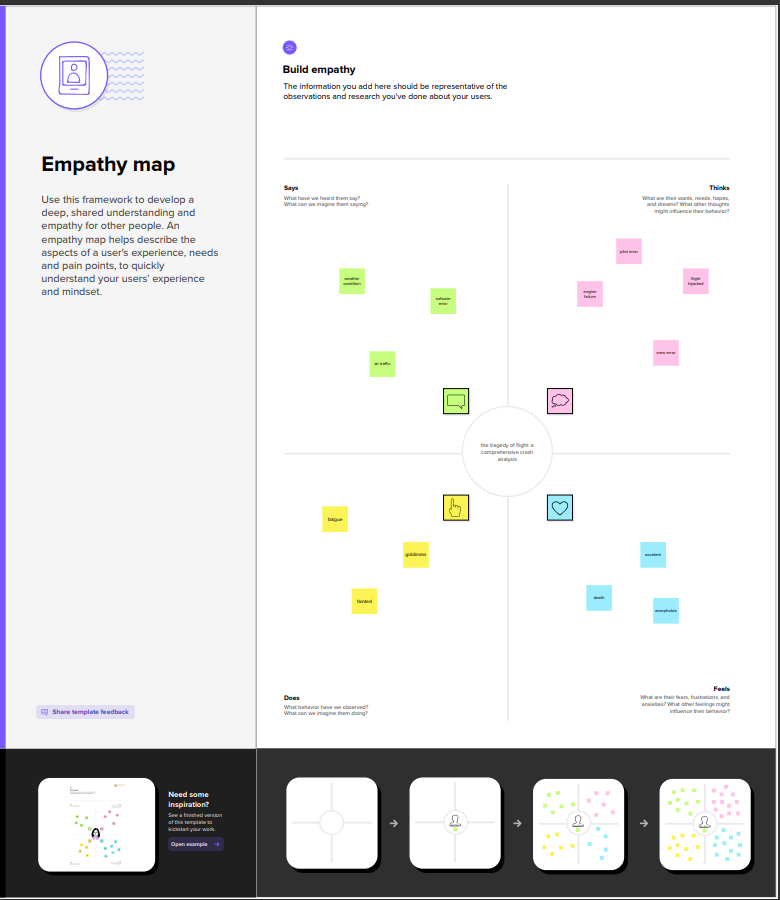 Empathy map
Use this framework to develop a
deep, shared understanding and
empathy for other people. An
empathy map helps describe the
aspects of a user's experience, needs
and pain points, to quickly
understand your users' experience
and mindset.
Share template feedback
Build empathy
The information you add here should be representative of the
observations and research you've done about your users.
Says
What have we heard them say?
What can we imagine them saying?
Thinks
What are their wants, needs, hopes,
and dreams? What other thoughts
might influence their behavior?
weather
condition
software
error
air traffic
pilot error
engine
failure
flight
hijacked
crew error
the tragedy of flight: a
comprehensive crash
analysis
fatigue
giddiness
fainted
accident
death
aerophobia
Does
What behavior have we observed?
What can we imagine them doing?
Feels
What are their fears, frustrations, and
anxieties? What other feelings might
influence their behavior?
Need some
inspiration?
See a finished version
of this template to
kickstart your work.
Open example